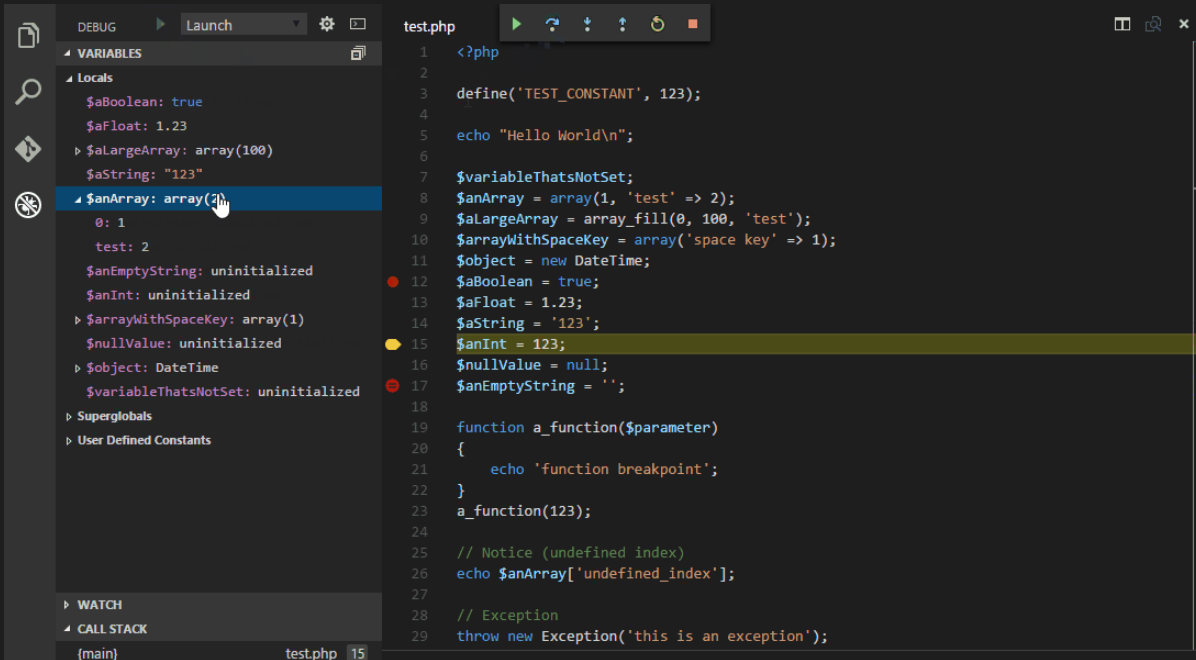 DEBUG
Launch
VARIABLES
Locals
$aBoolean: true
$aFloat: 1.23
$aLargeArray: array(100)
$aString: "123"
$anArray: array(2)
0: 1
test: 2
$anEmptyString: uninitialized
$anInt: uninitialized
$arrayWithSpaceKey: array(1)
$nullValue: uninitialized
$object: DateTime
$variableThatsNotSet: uninitialized
Superglobals
User Defined Constants
WATCH
CALL STACK
{main} test.php 15
test.php
1 <?php
2
3 define('TEST_CONSTANT', 123);
4
5 echo "Hello World\n";
6
7 $variableThatsNotSet;
8 $anArray = array(1, 'test' => 2);
9 $aLargeArray = array_fill(0, 100, 'test');
10 $arrayWithSpaceKey = array('space key' => 1);
11 $object = new DateTime;
12 $aBoolean = true;
13 $aFloat = 1.23;
14 $aString = '123';
15 $anInt = 123;
16 $nullValue = null;
17 $anEmptyString = '';
18
19 function a_function($parameter)
20 {
21     echo 'function breakpoint';
22 }
23 a_function(123);
24
25 // Notice (undefined index)
26 echo $anArray['undefined_index'];
27
28 // Exception
29 throw new Exception('this is an exception');